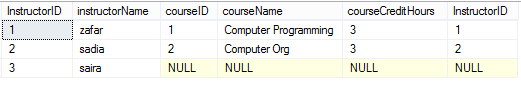 InstructorID instructorName courseID courseName courseCreditHours InstructorID
1 zafar 1 Computer Programming 3 1
2 sadia 2 Computer Org 3 2
3 saira NULL NULL NULL NULL